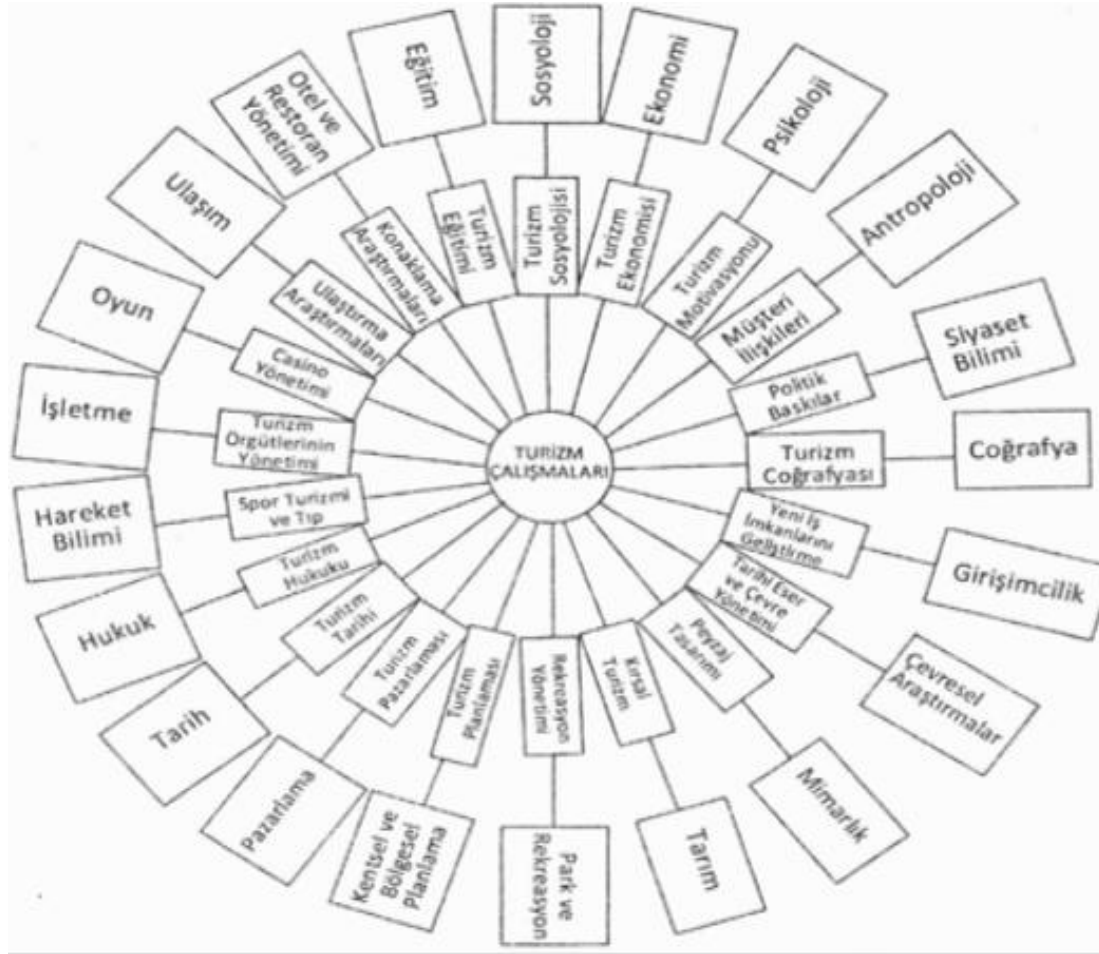 TURİZM
ÇALIŞMALARI
Sosyoloji
Turizm
Sosyolojisi
Ekonomi
Turizm
Ekonomisi
Psikoloji
Turizm
Motivasyonu
Antropoloji
Müşteri
İlişkileri
Siyaset
Bilimi
Politik
Baskılar
Coğrafya
Turizm
Coğrafyası
Girişimcilik
Yeni İş
İmkanlarını
Geliştirme
Çevresel
Araştırmalar
Tarihi Eser
ve Çevre
Yönetimi
Mimarlık
Peyzaj
Tasarımı
Tarım
Kırsal
Turizm
Park ve
Rekreasyon
Rekreasyon
Yönetimi
Kentsel ve
Bölgesel
Planlama
Turizm
Planlaması
Pazarlama
Turizm
Pazarlaması
Tarih
Turizm
Tarihi
Hukuk
Turizm
Hukuku
Hareket
Bilimi
Spor Turizmi
ve Tıp
İşletme
Turizm
Örgütlerinin
Yönetimi
Oyun
Casino
Yönetimi
Ulaşım
Ulaştırma
Araştırmaları
Otel ve
Restoran
Yönetimi
Konaklama
Araştırmaları
Eğitim
Turizm
Eğitimi